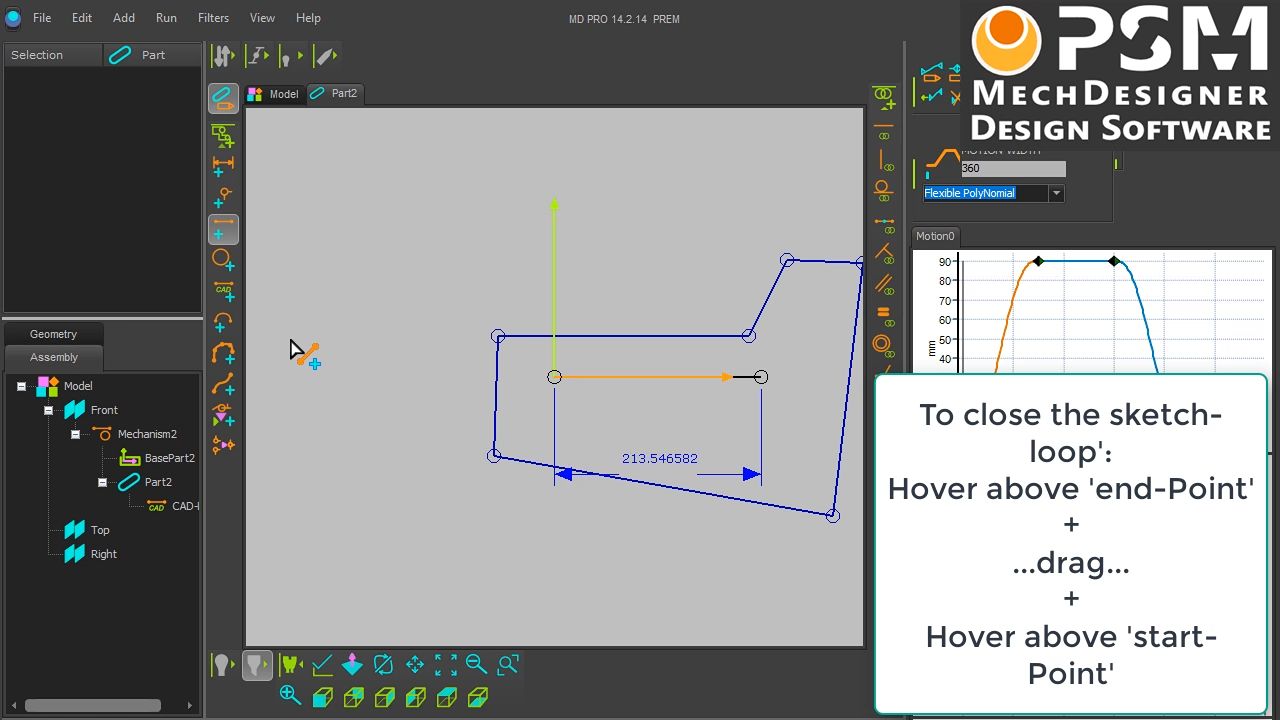 File Edit Add Run Filters View Help
MD PRO 14.2.14 PREM
PSM
MECHDESIGNER
DESIGN SOFTWARE
Selection
Part
Model
Part2
MOTION WIDTH
360
Flexible PolyNomial
Motion0
90
80
70
60
50
40
mm
213.546582
Geometry
Assembly
Model
Front
Mechanism2
BasePart2
Part2
CAD
CAD-
Top
Right
CAD
To close the sketch-
loop':
Hover above 'end-Point'
+
...drag...
+
Hover above 'start-
Point'